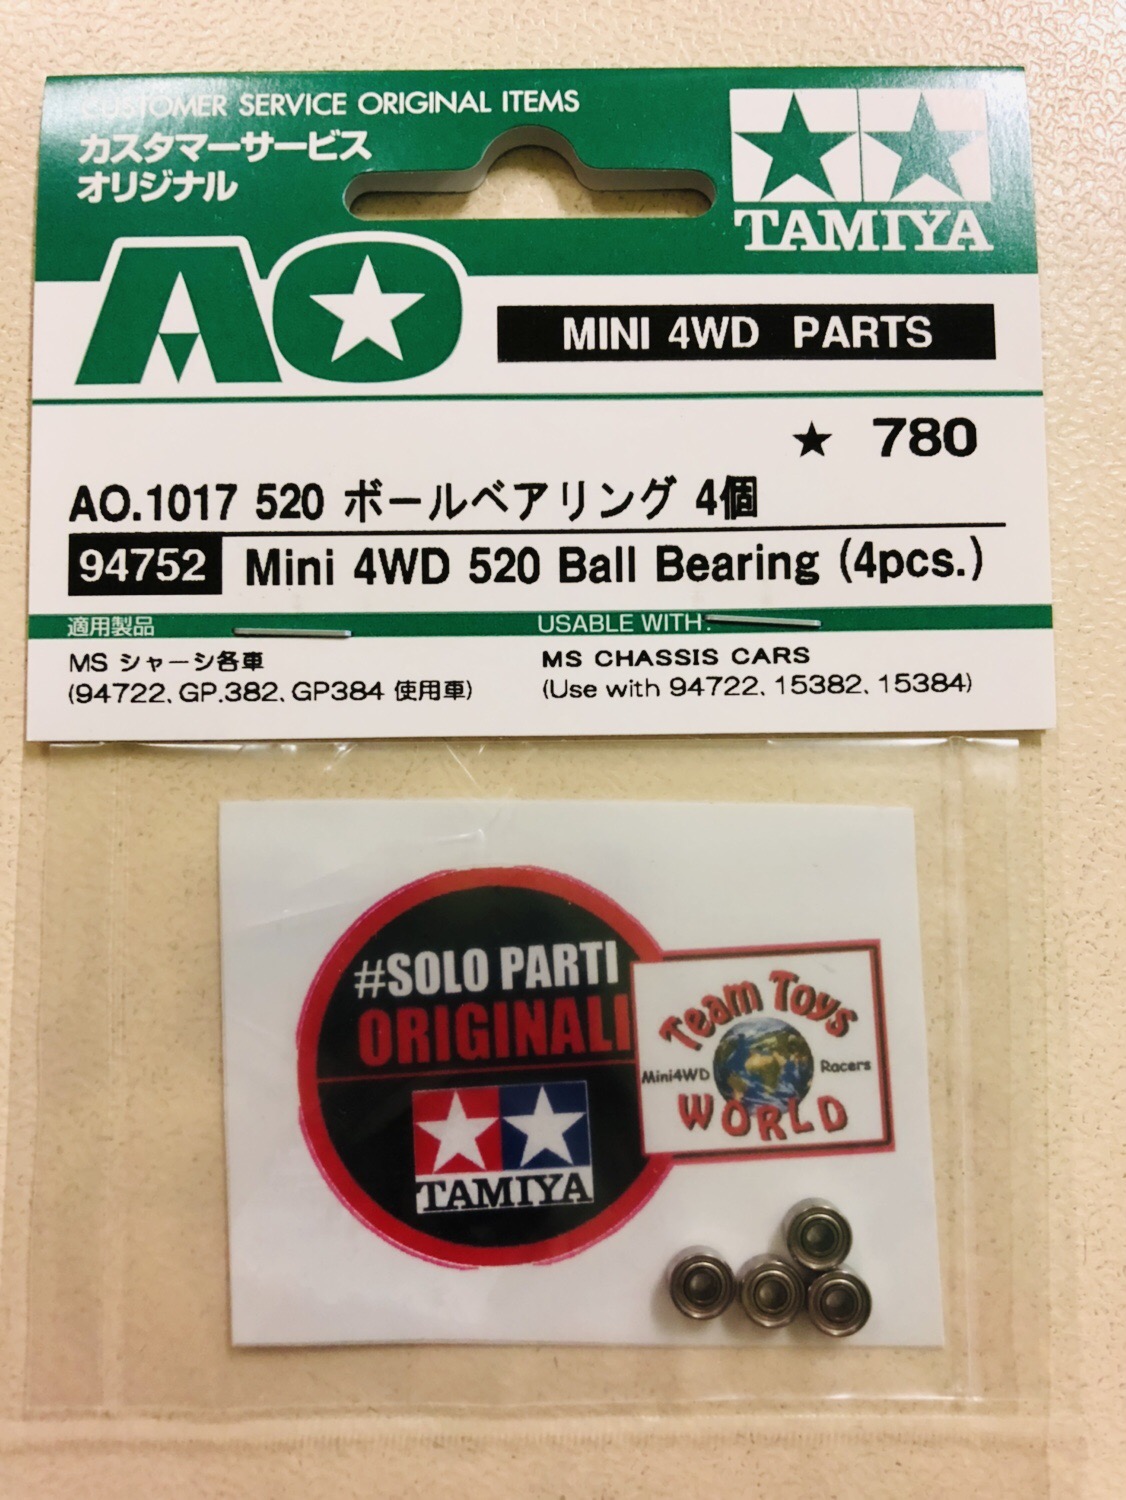 CUSTOMER SERVICE ORIGINAL ITEMS
カスタマーサービス
オリジナル
TAMIYA
AO
MINI 4WD PARTS
★ 780
AO.1017 520 ボールベアリング 4個
94752 Mini 4WD 520 Ball Bearing (4pcs.)
適用製品
MS シャーシ各車
(94722、GP.382、GP384 使用車)
USABLE WITH:
MS CHASSIS CARS
(Use with 94722、15382、15384)
#SOLO PARTI
ORIGINALI
TAMIYA
Team Toys
Mini4WD Racers
WORLD